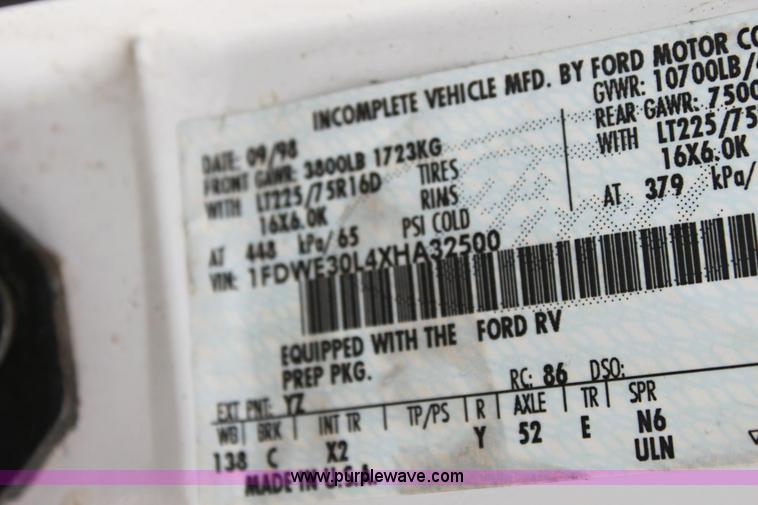 INCOMPLETE VEHICLE MFD. BY FORD MOTOR CO
DATE: 09/98 GVWR: 10700LB/
FRONT GAWR: 3800LB 1723KG REAR GAWR: 7500
WITH LT225/75R16D TIRES WITH LT225/75
16X6.0K RIMS 16X6.0K
AT 448 kPa/65 PSI COLD AT 379 kPa/
VIN: 1FDWE30L4XHA32500
EQUIPPED WITH THE FORD RV
PREP PKG.
RC: 86 DSO:
EXT PNT: YZ
WB | BRK | INT TR | TP/PS | R | AXLE | TR | SPR
138 C X2 Y 52 E N6
ULN
MADE IN U.S.A.
www.purplewave.com